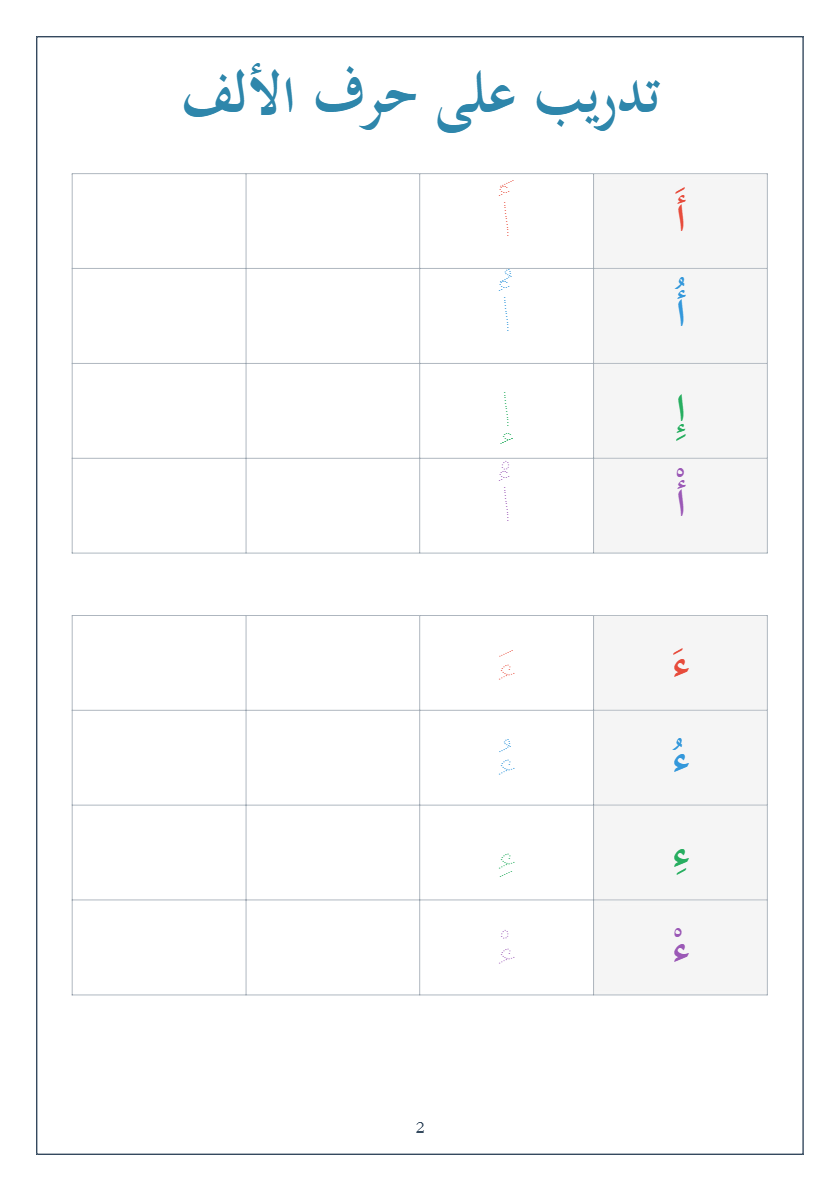 تدريب على حرف الألف
أَ أَ
أُ أُ
إِ إِ
أْ أْ
ءَ ءَ
ءُ ءُ
ءِ ءِ
ءْ ءْ
2